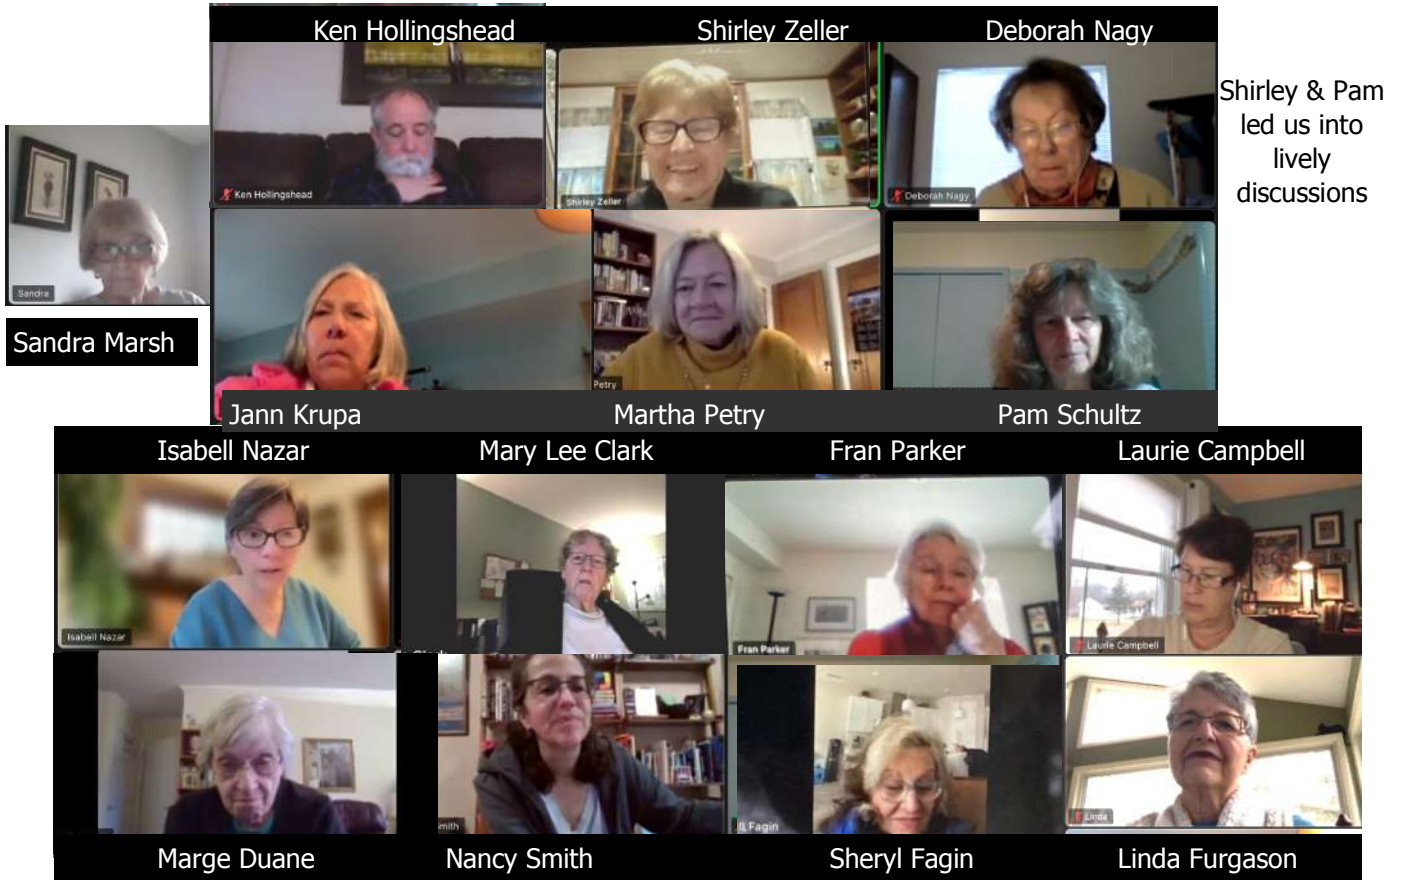 Ken Hollingshead
Shirley Zeller
Deborah Nagy
Shirley & Pam
led us into
lively
discussions
Ken Hollingshead
Shirley Zeller
Deborah Nagy
Sandra
Sandra Marsh
Petry
Jann Krupa
Martha Petry
Pam Schultz
Isabell Nazar
Mary Lee Clark
Fran Parker
Laurie Campbell
Isabell Nazar
Fran Parker
Laurie Campbell
mith
Fagin
Linda
Marge Duane
Nancy Smith
Sheryl Fagin
Linda Furgason